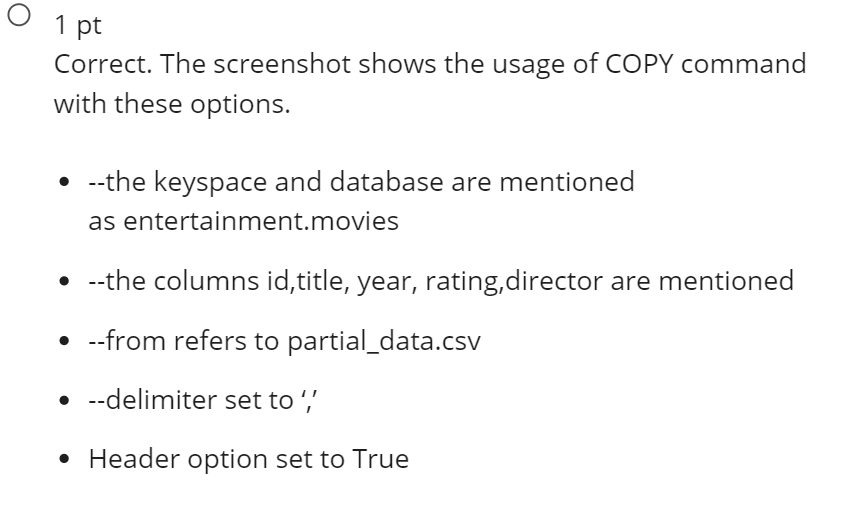 1 pt
Correct. The screenshot shows the usage of COPY command
with these options.
• --the keyspace and database are mentioned
as entertainment.movies
• --the columns id,title, year, rating,director are mentioned
• --from refers to partial_data.csv
• --delimiter set to ‘,’
• Header option set to True